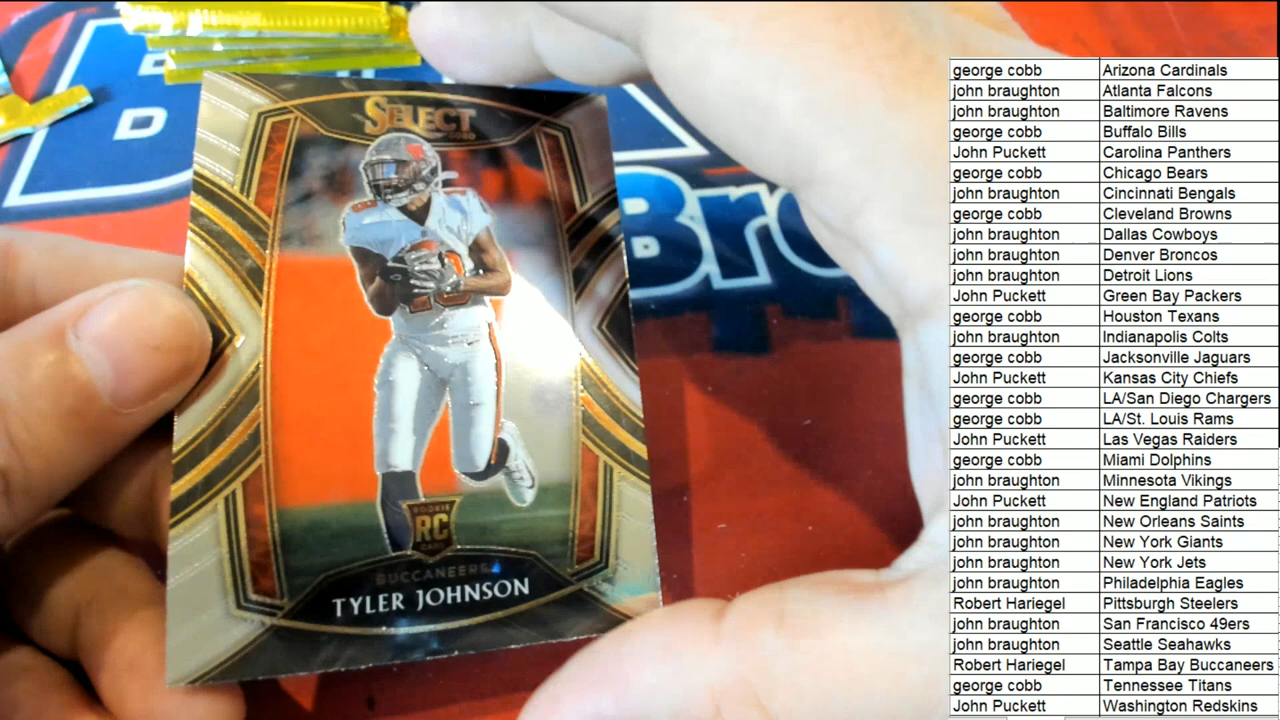 SELECT
2020
ROOKIE
RC
CARD
BUCCANEERS
TYLER JOHNSON
D
Bro
george cobb Arizona Cardinals
john braughton Atlanta Falcons
john braughton Baltimore Ravens
george cobb Buffalo Bills
John Puckett Carolina Panthers
george cobb Chicago Bears
john braughton Cincinnati Bengals
george cobb Cleveland Browns
john braughton Dallas Cowboys
john braughton Denver Broncos
john braughton Detroit Lions
John Puckett Green Bay Packers
george cobb Houston Texans
john braughton Indianapolis Colts
george cobb Jacksonville Jaguars
John Puckett Kansas City Chiefs
george cobb LA/San Diego Chargers
george cobb LA/St. Louis Rams
John Puckett Las Vegas Raiders
george cobb Miami Dolphins
john braughton Minnesota Vikings
John Puckett New England Patriots
john braughton New Orleans Saints
john braughton New York Giants
john braughton New York Jets
john braughton Philadelphia Eagles
Robert Hariegel Pittsburgh Steelers
john braughton San Francisco 49ers
john braughton Seattle Seahawks
Robert Hariegel Tampa Bay Buccaneers
george cobb Tennessee Titans
John Puckett Washington Redskins